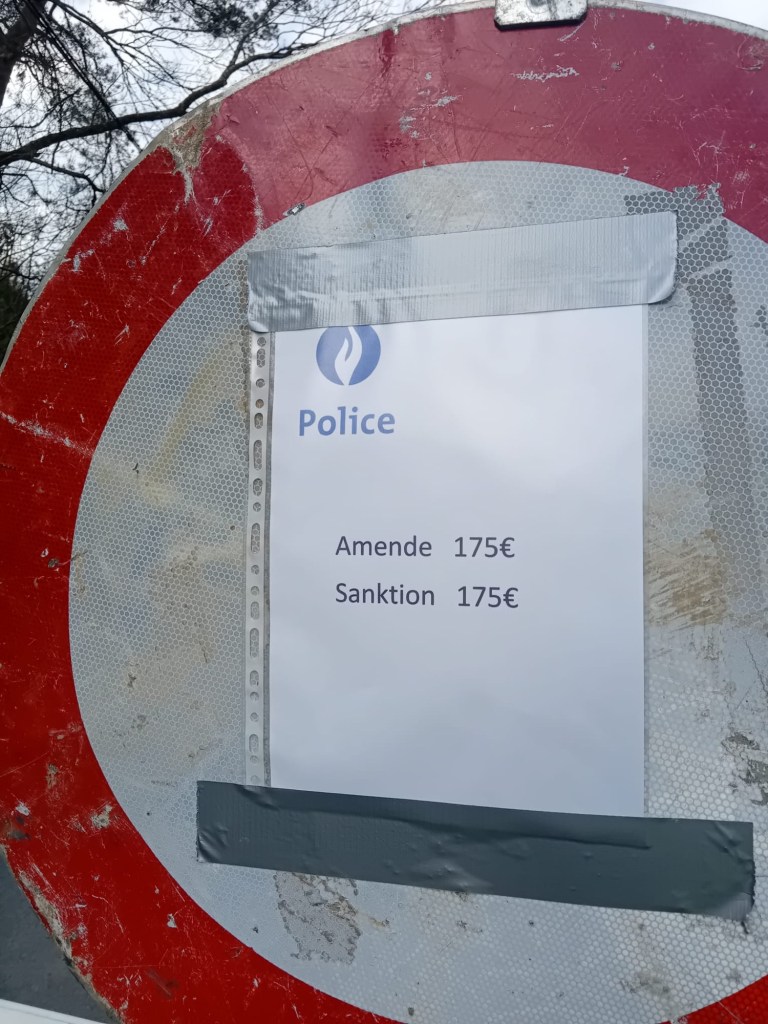 Police
Amende 175€
Sanktion 175€